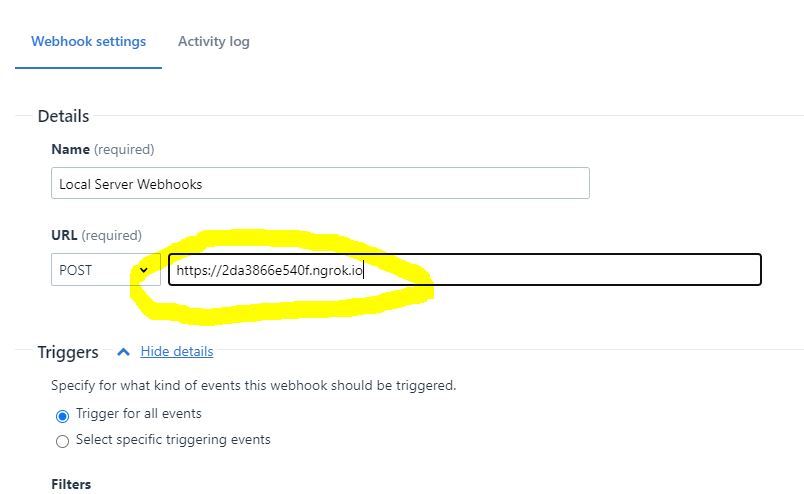 Webhook settings Activity log
Details
Name (required)
Local Server Webhooks
URL (required)
POST https://2da3866e540f.ngrok.io
Triggers Hide details
Specify for what kind of events this webhook should be triggered.
Trigger for all events
Select specific triggering events
Filters